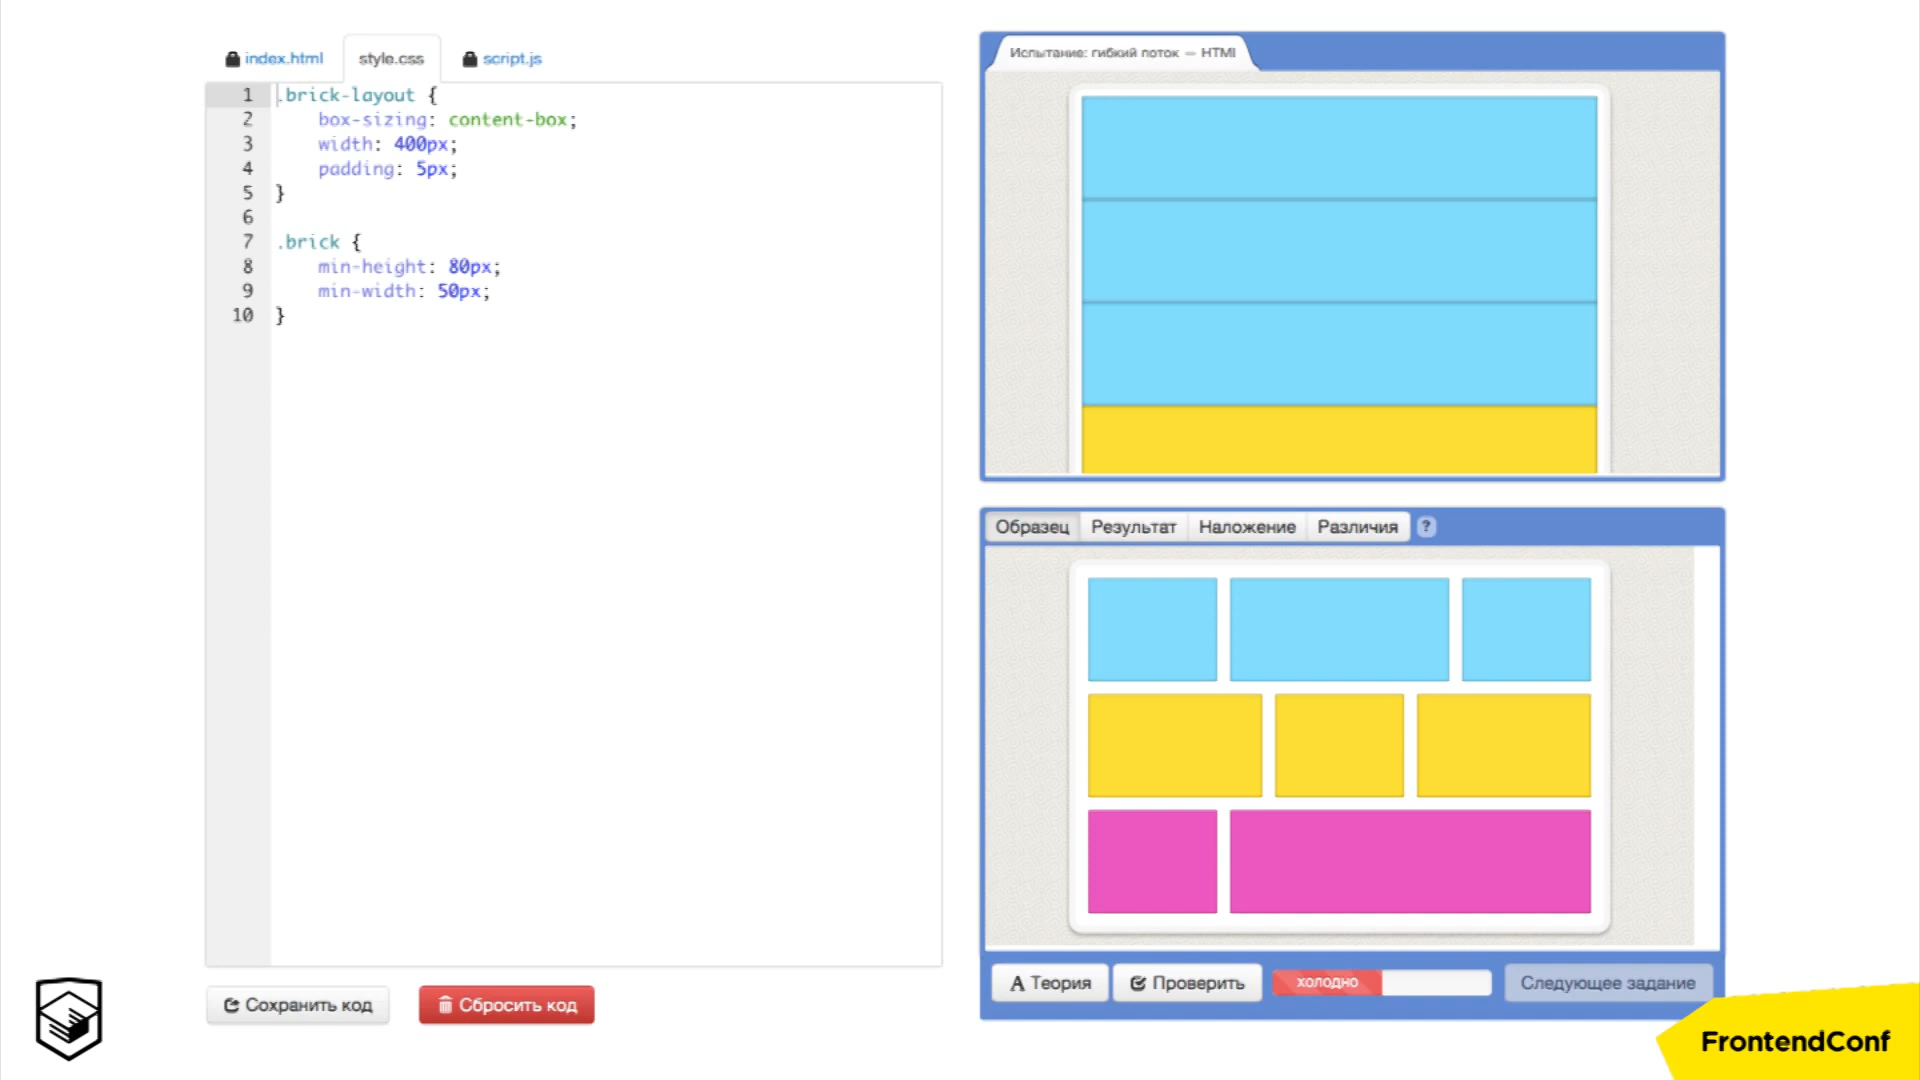 index.html
style.css
script.js
1 .brick-layout {
2 box-sizing: content-box;
3 width: 400px;
4 padding: 5px;
5 }
6
7 .brick {
8 min-height: 80px;
9 min-width: 50px;
10 }
Сохранить код
Сбросить код
Испытание: гибкий поток — HTMl
Образец
Результат
Наложение
Различия
?
A Теория
Проверить
холодно
Следующее задание
FrontendConf